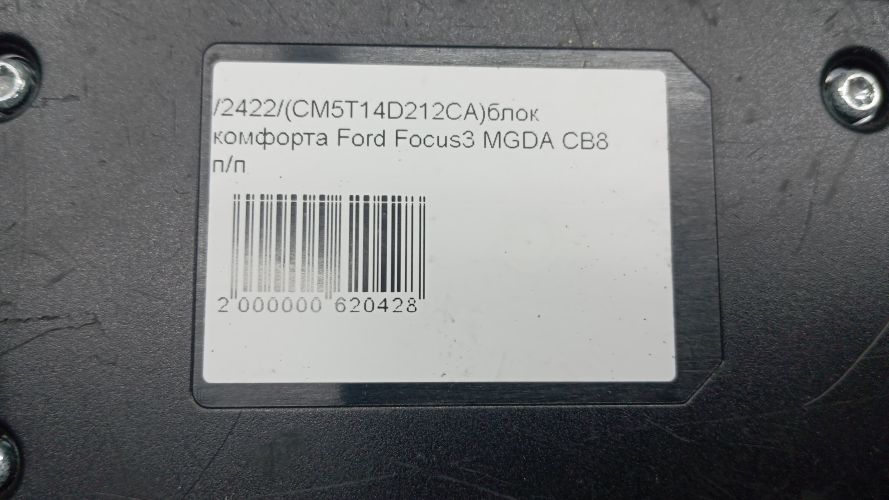 /2422/(CM5T14D212CA)блок
комфорта Ford Focus3 MGDA CB8
п/п
2 000000 620428